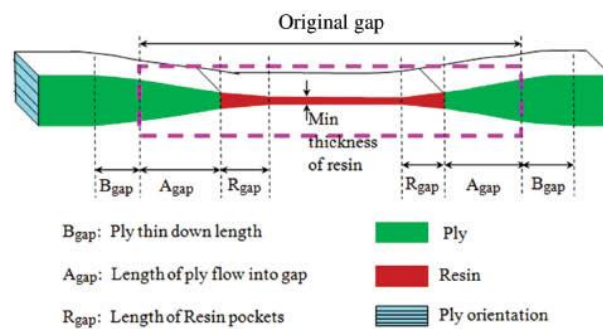 Original gap
Min
thickness
of resin
Bgap Agap Rgap Rgap Agap Bgap
Bgap: Ply thin down length
Agap: Length of ply flow into gap
Rgap: Length of Resin pockets
Ply
Resin
Ply orientation